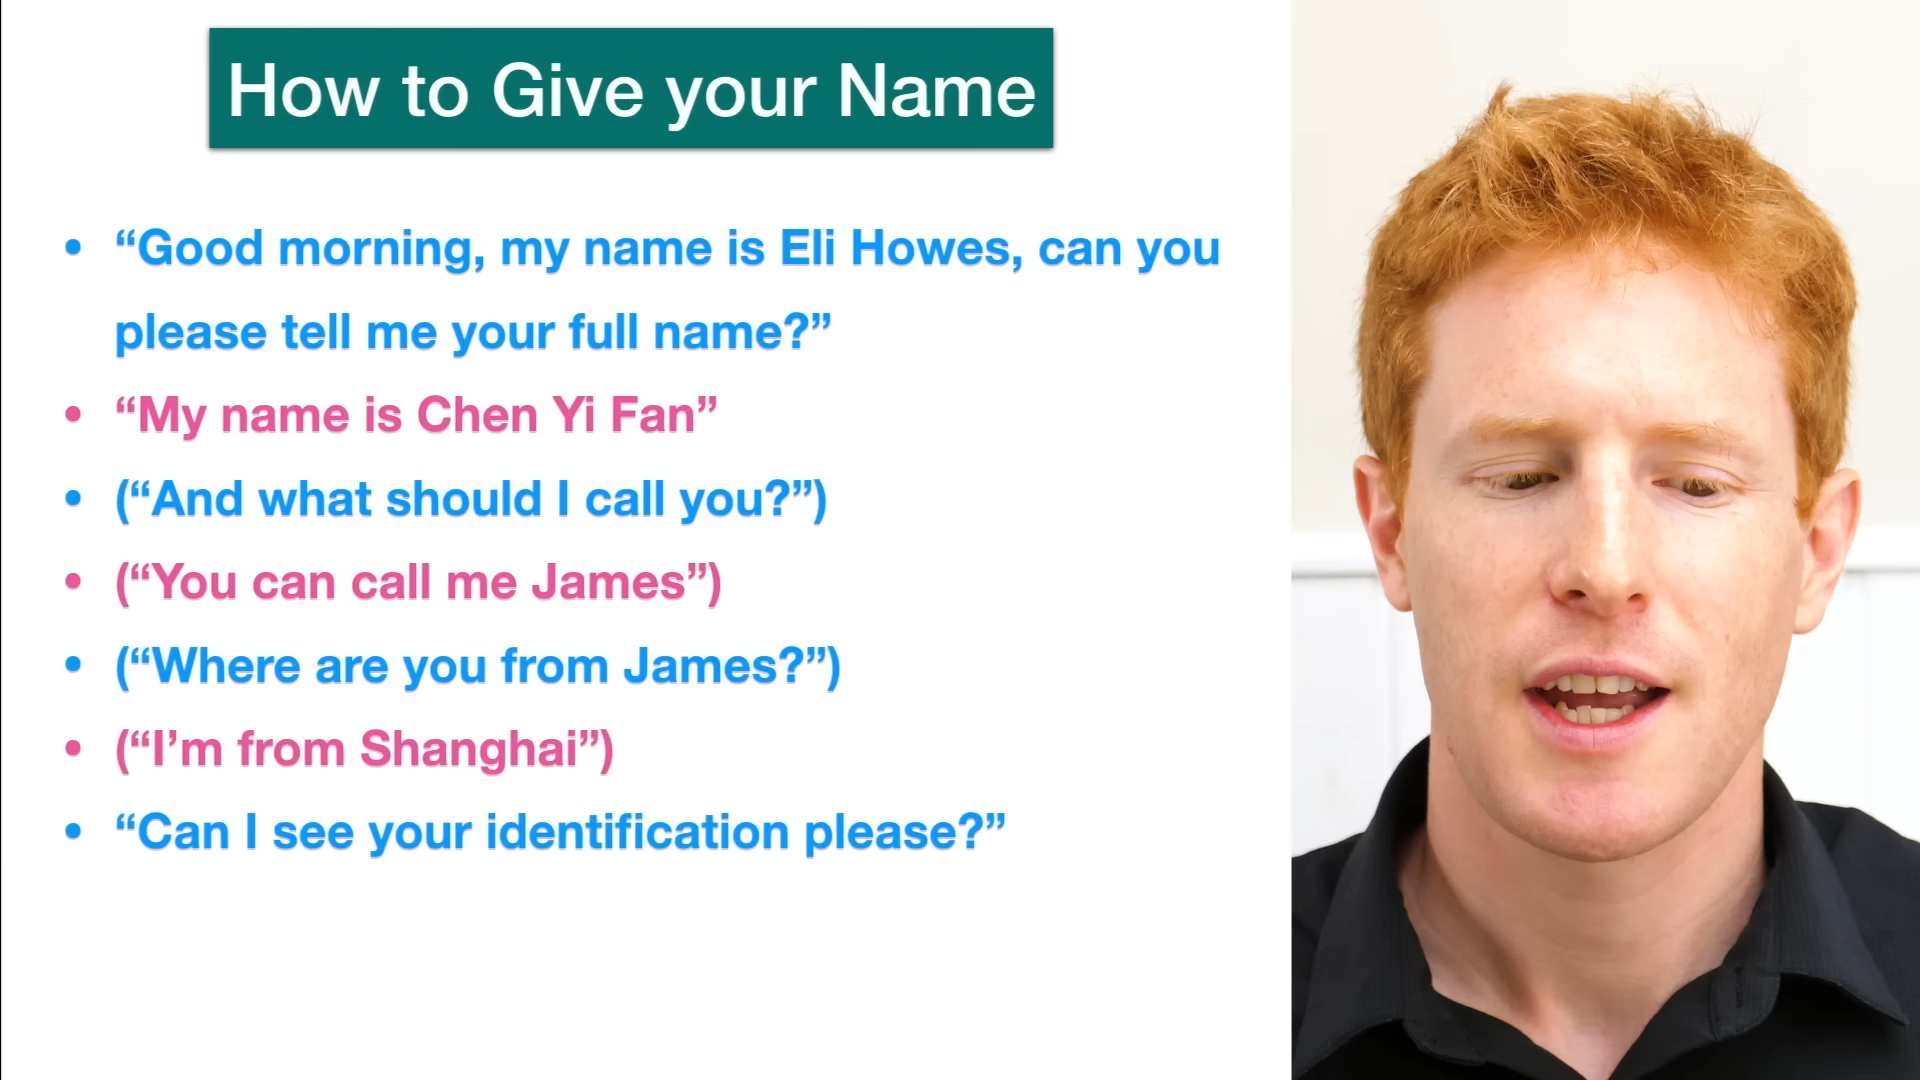 How to Give your Name
• “Good morning, my name is Eli Howes, can you
please tell me your full name?”
• “My name is Chen Yi Fan”
• (“And what should I call you?”)
• (“You can call me James”)
• (“Where are you from James?”)
• (“I’m from Shanghai”)
• “Can I see your identification please?”